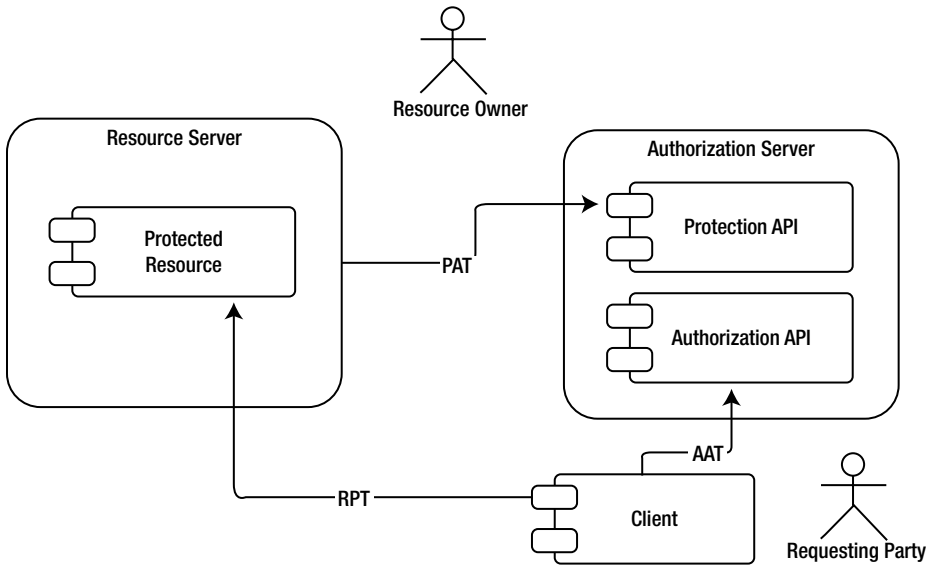 Resource Owner
Resource Server
Authorization Server
Protected
Resource
Protection API
PAT
Authorization API
AAT
RPT
Client
Requesting Party